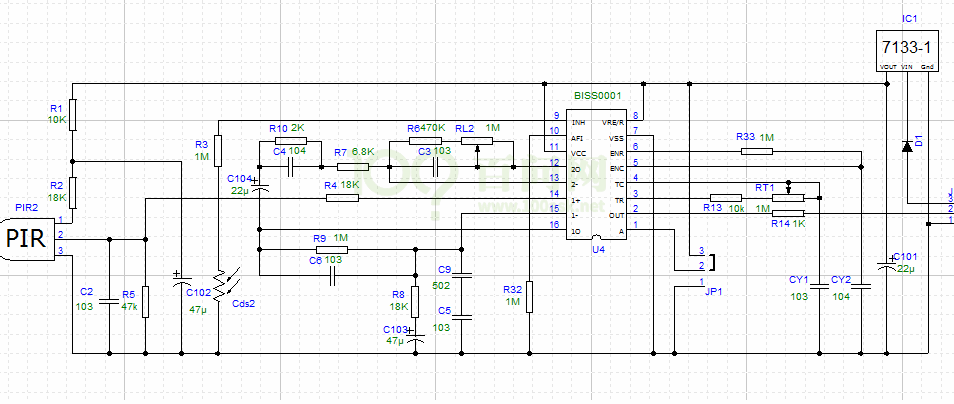 IC1
7133-1
VOUT VIN Gnd
BISS0001
R1
10K
R3
1M
R10 2K
C4 104
R6 470K
RL2 1M
C3 103
R7 6.8K
R4 18K
C104
22μ
R2
18K
PIR2
PIR
1
2
3
9 INH
10 AFI
11 VCC
12 2O
13 2-
14 1+
15 1-
16 1O
VRE/R 8
VSS 7
ENR 6
ENC 5
TC 4
TR 3
OUT 2
A 1
U4
R33 1M
D1
RT1
R13 10k 1M
R14 1K
J
3
2
1
R9 1M
C6 103
C9
502
C5
103
R8
18K
C103
47μ
C2
103
R5
47k
C102
47μ
Cds2
R32
1M
3
2
1
JP1
CY1
103
CY2
104
C101
22μ